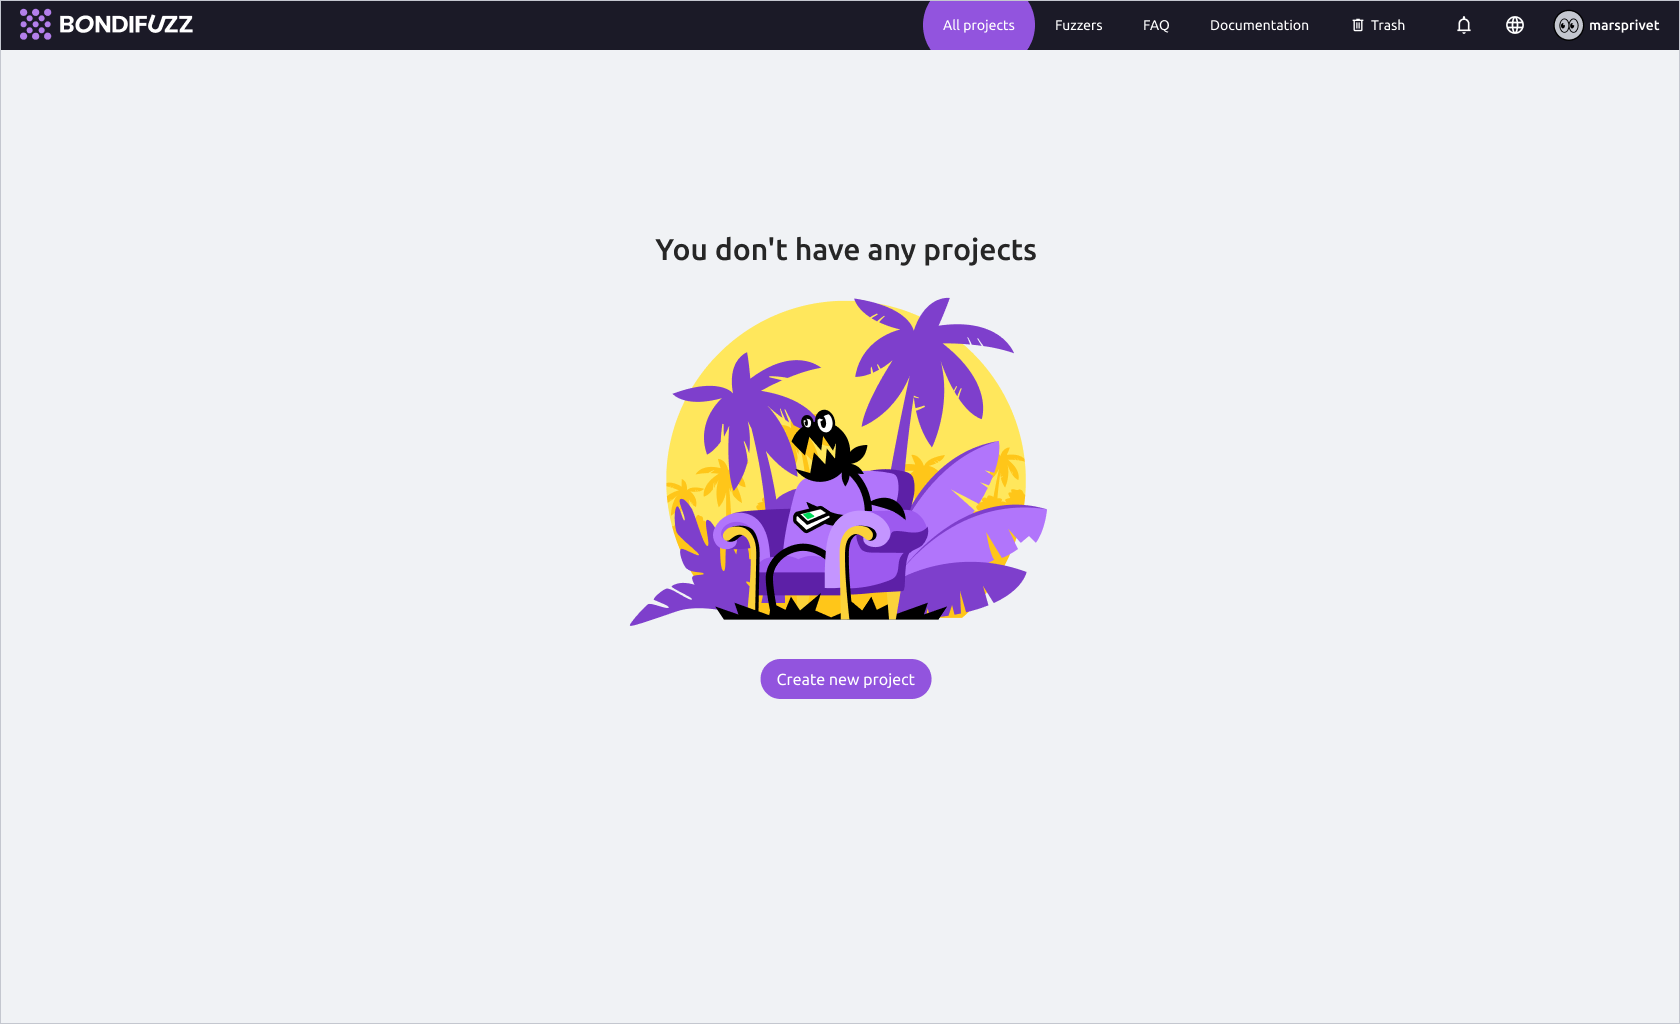 BONDIFUZZ
All projects
Fuzzers
FAQ
Documentation
Trash
marsprivet
You don't have any projects
Create new project